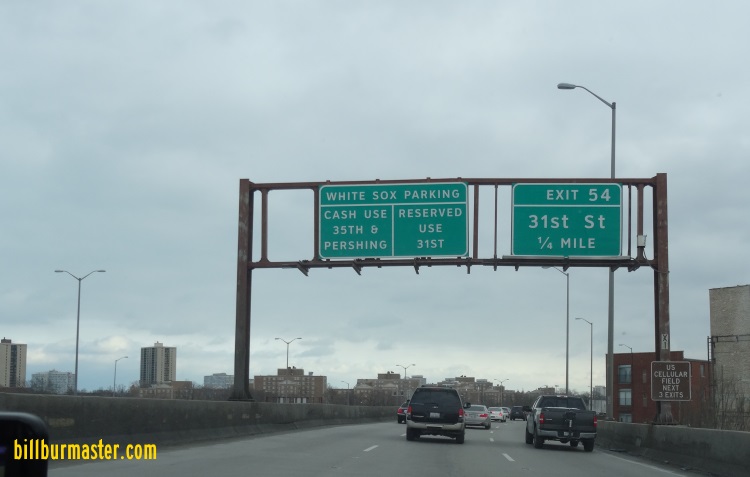 WHITE SOX PARKING
CASH USE
35TH &
PERSHING
RESERVED
USE
31ST
EXIT 54
31st St
¼ MILE
US
CELLULAR
FIELD
NEXT
3 EXITS
billburmaster.com